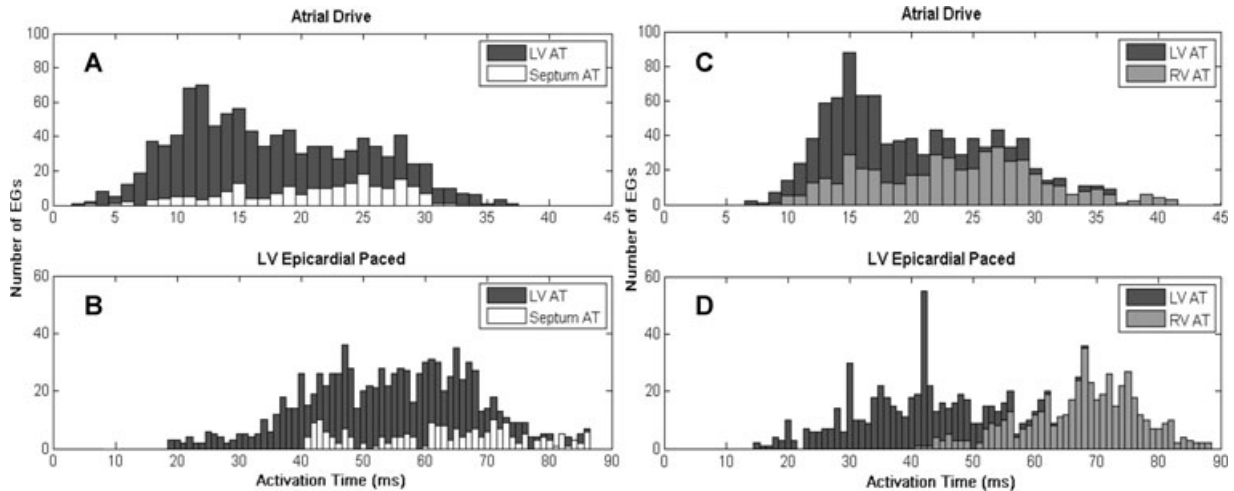 Atrial Drive
A
LV AT
Septum AT
100
80
60
40
20
0
0 5 10 15 20 25 30 35 40 45
LV Epicardial Paced
B
LV AT
Septum AT
60
40
20
0
0 10 20 30 40 50 60 70 80 90
Activation Time (ms)
Number of EGs
Atrial Drive
C
LV AT
RV AT
100
80
60
40
20
0
0 5 10 15 20 25 30 35 40 45
LV Epicardial Paced
D
LV AT
RV AT
60
40
20
0
0 10 20 30 40 50 60 70 80 90
Activation Time (ms)
Number of EGs